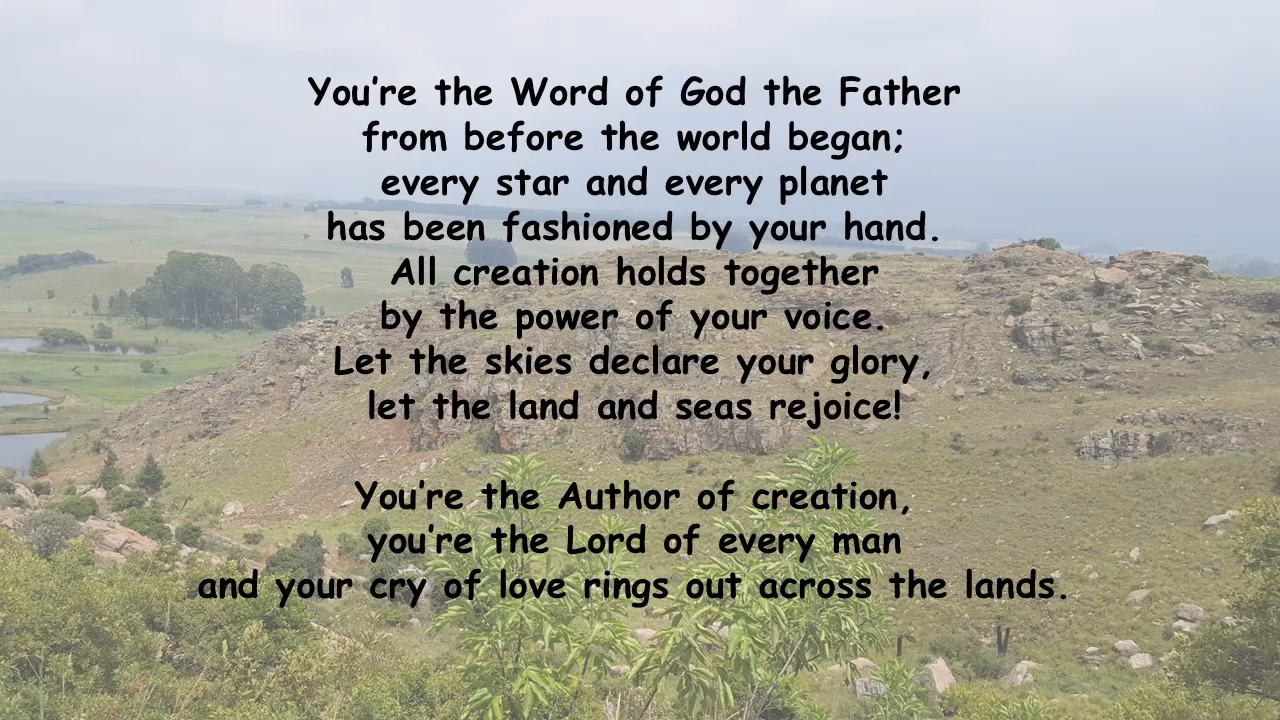 You're the Word of God the Father
from before the world began;
every star and every planet
has been fashioned by your hand.
All creation holds together
by the power of your voice.
Let the skies declare your glory,
let the land and seas rejoice!
You're the Author of creation,
you're the Lord of every man
and your cry of love rings out across the lands.